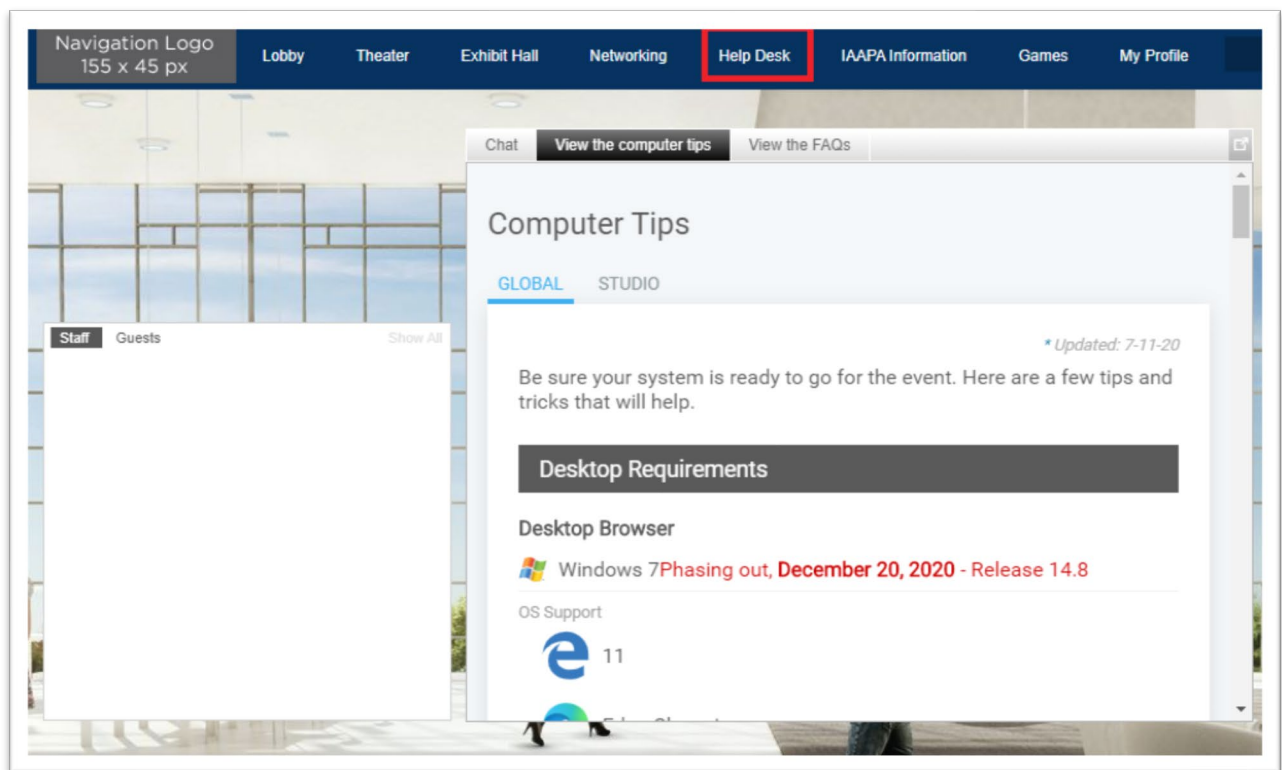 Navigation Logo
155 x 45 px
Lobby Theater Exhibit Hall Networking Help Desk IAAPA Information Games My Profile
Chat View the computer tips View the FAQs
Computer Tips
GLOBAL STUDIO
Staff Guests Show All
* Updated: 7-11-20
Be sure your system is ready to go for the event. Here are a few tips and
tricks that will help.
Desktop Requirements
Desktop Browser
Windows 7Phasing out, December 20, 2020 - Release 14.8
OS Support
11